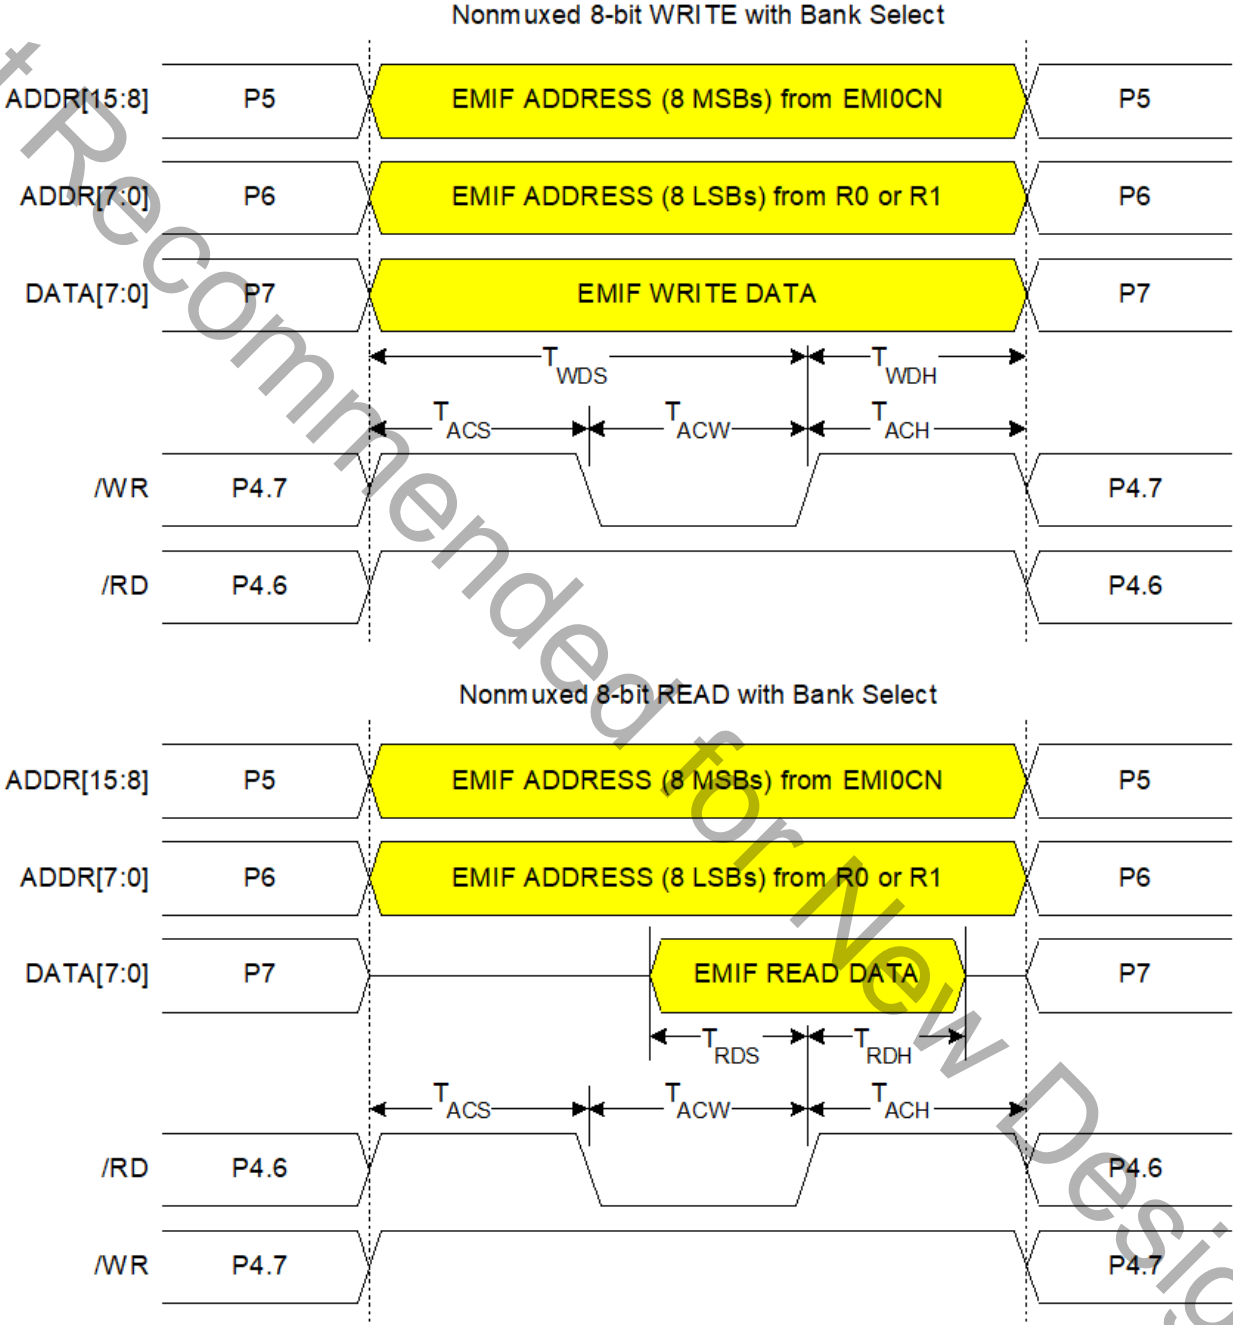 Nonmuxed 8-bit WRITE with Bank Select
ADDR[15:8] P5 EMIF ADDRESS (8 MSBs) from EMI0CN P5
ADDR[7:0] P6 EMIF ADDRESS (8 LSBs) from R0 or R1 P6
DATA[7:0] P7 EMIF WRITE DATA P7
TWDS TWDH
TACS TACW TACH
/WR P4.7 P4.7
/RD P4.6 P4.6
Nonmuxed 8-bit READ with Bank Select
ADDR[15:8] P5 EMIF ADDRESS (8 MSBs) from EMI0CN P5
ADDR[7:0] P6 EMIF ADDRESS (8 LSBs) from R0 or R1 P6
DATA[7:0] P7 EMIF READ DATA P7
TRDS TRDH
TACS TACW TACH
/RD P4.6 P4.6
/WR P4.7 P4.7
Recommended for New